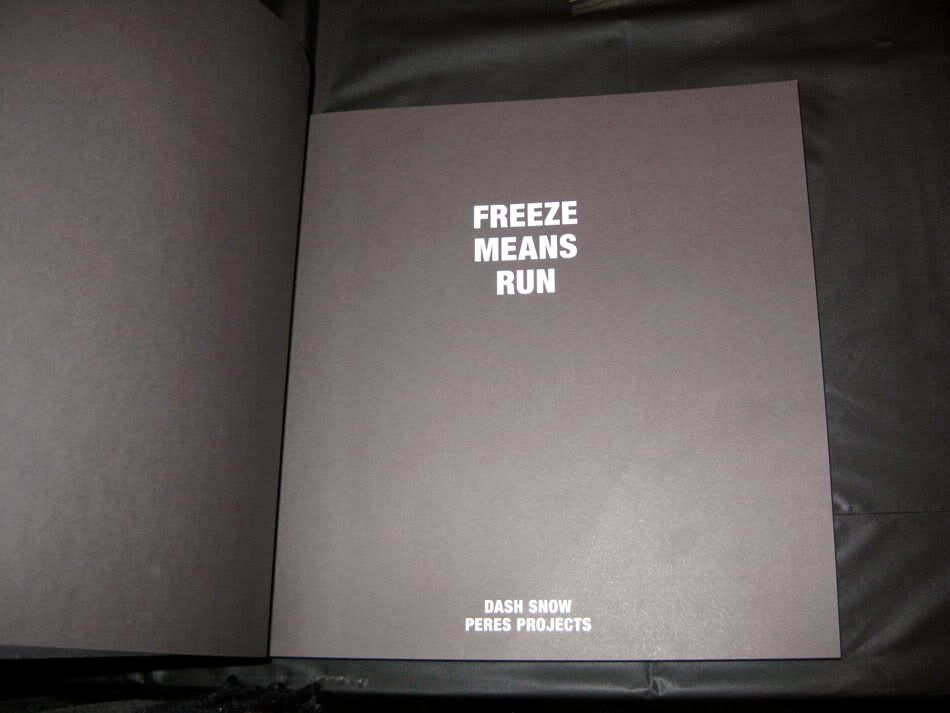 FREEZE
MEANS
RUN
DASH SNOW
PERES PROJECTS